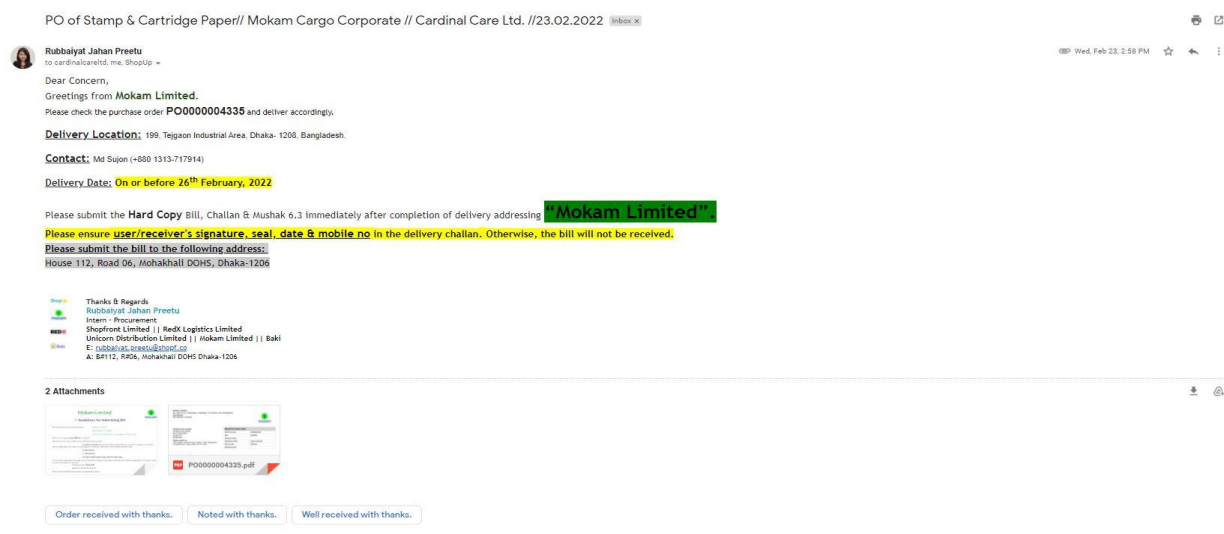 PO of Stamp & Cartridge Paper// Mokam Cargo Corporate // Cardinal Care Ltd. //23.02.2022 Inbox x
Rubbaiyat Jahan Preetu
Wed, Feb 23, 2:58 PM
to cardinalcareltd, me, ShopUp
Dear Concern,
Greetings from Mokam Limited.
Please check the purchase order PO0000004335 and deliver accordingly.
Delivery Location: 199, Tejgaon Industrial Area, Dhaka- 1208, Bangladesh.
Contact: Md Sujon (+880 1313-717914)
Delivery Date: On or before 26th February, 2022
Please submit the Hard Copy Bill, Challan & Mushak 6.3 immediately after completion of delivery addressing “Mokam Limited”.
Please ensure user/receiver's signature, seal, date & mobile no in the delivery challan. Otherwise, the bill will not be received.
Please submit the bill to the following address:
House 112, Road 06, Mohakhali DOHS, Dhaka-1206
Thanks & Regards
Rubbaiyat Jahan Preetu
Intern - Procurement
Shopfront Limited || RedX Logistics Limited
Unicorn Distribution Limited || Mokam Limited || Baki
E: rubbaiyat.preetu@shopf.co
A: B#112, R#06, Mohakhali DOHS Dhaka-1206
ShopUp
mokam
REDX
2 Attachments
Mokam Limited
mokam
mokam
PDF PO0000004335.pdf
Order received with thanks.
Noted with thanks.
Well received with thanks.